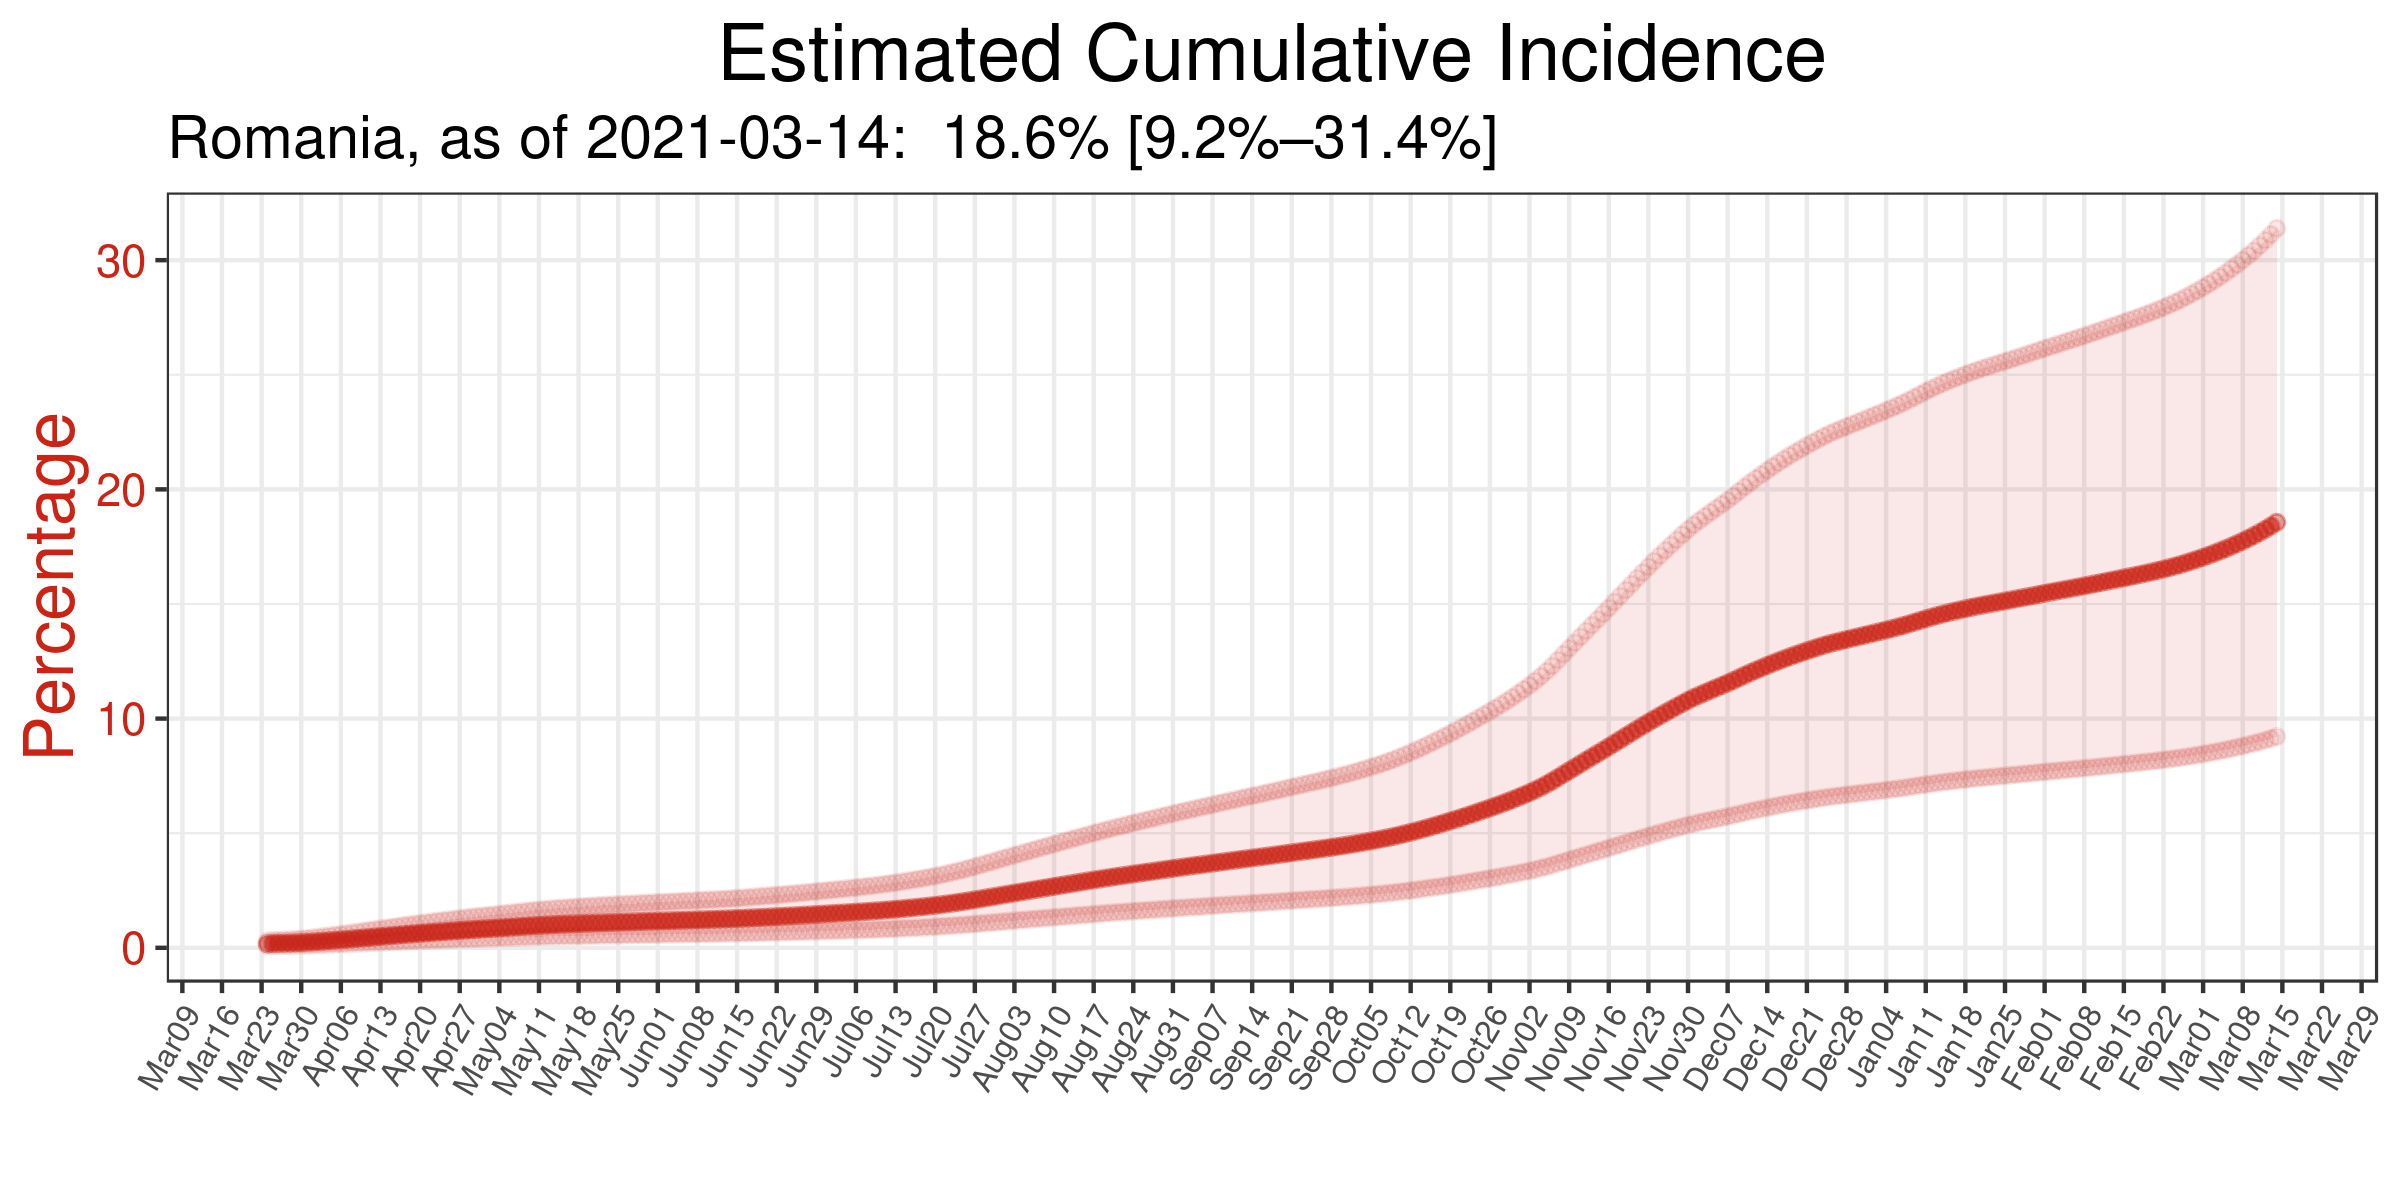 Estimated Cumulative Incidence
Romania, as of 2021-03-14:  18.6% [9.2%–31.4%]
Percentage
30
20
10
0
Mar09
Mar16
Mar23
Mar30
Apr06
Apr13
Apr20
Apr27
May04
May11
May18
May25
Jun01
Jun08
Jun15
Jun22
Jun29
Jul06
Jul13
Jul20
Jul27
Aug03
Aug10
Aug17
Aug24
Aug31
Sep07
Sep14
Sep21
Sep28
Oct05
Oct12
Oct19
Oct26
Nov02
Nov09
Nov16
Nov23
Nov30
Dec07
Dec14
Dec21
Dec28
Jan04
Jan11
Jan18
Jan25
Feb01
Feb08
Feb15
Feb22
Mar01
Mar08
Mar15
Mar22
Mar29